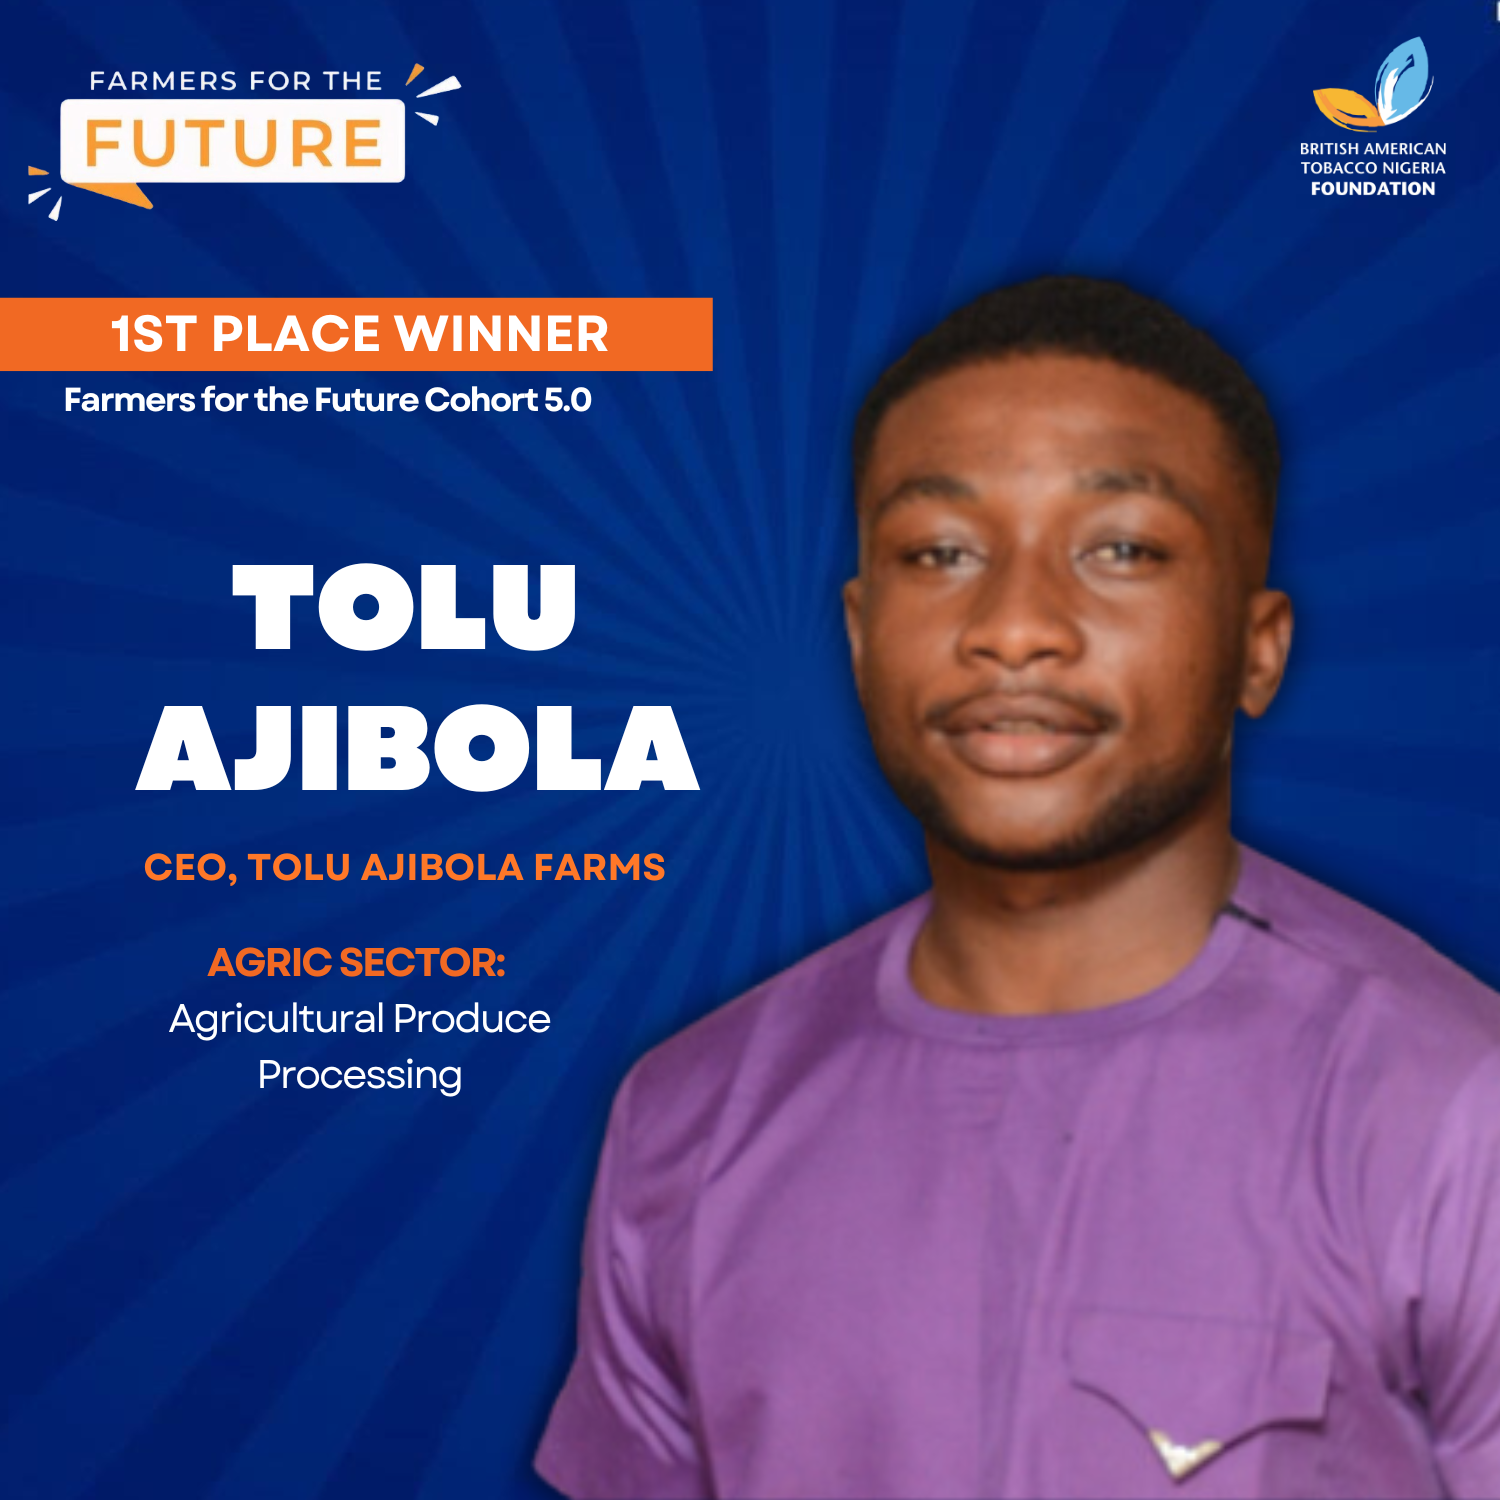 FARMERS FOR THE
FUTURE
BRITISH AMERICAN
TOBACCO NIGERIA
FOUNDATION
1ST PLACE WINNER
Farmers for the Future Cohort 5.0
TOLU
AJIBOLA
CEO, TOLU AJIBOLA FARMS
AGRIC SECTOR:
Agricultural Produce
Processing